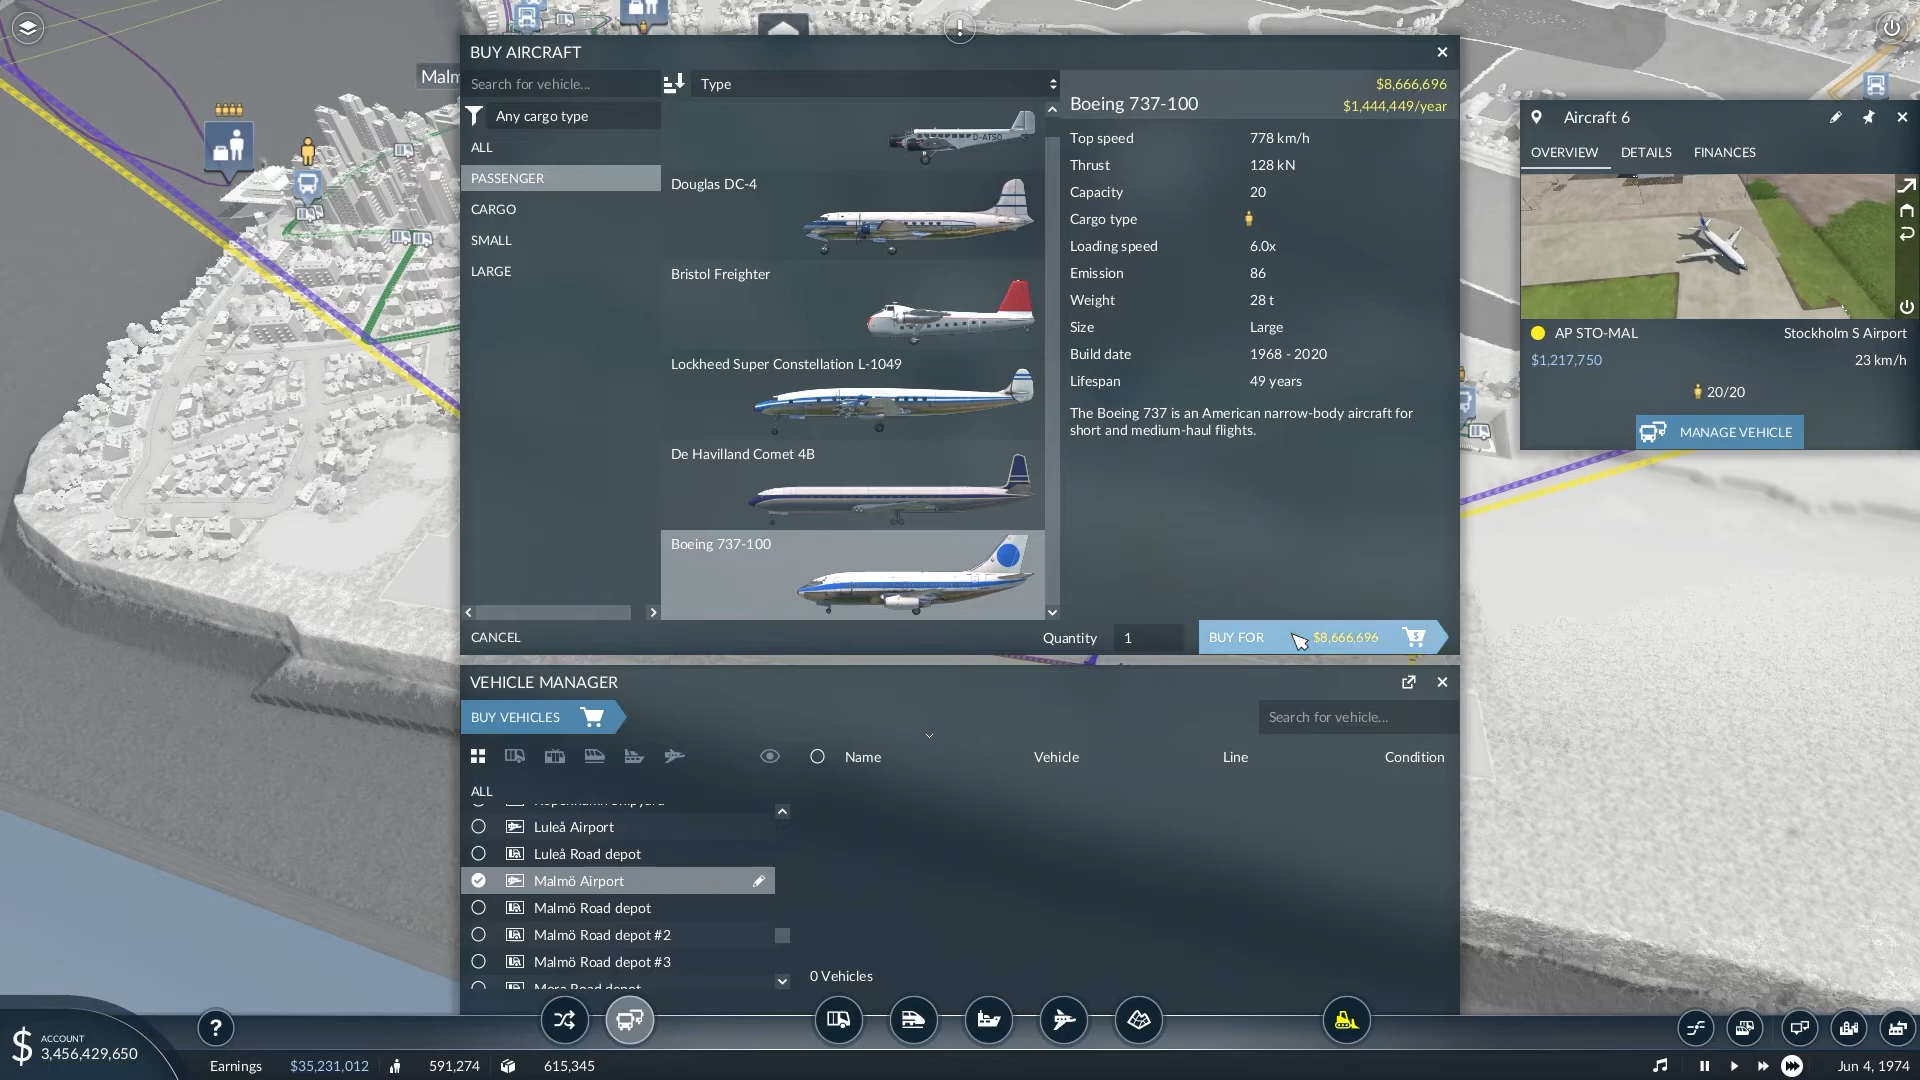 Malm
BUY AIRCRAFT
Search for vehicle...
Type
Any cargo type
ALL
PASSENGER
CARGO
SMALL
LARGE
D-ATSO
Douglas DC-4
Bristol Freighter
Lockheed Super Constellation L-1049
De Havilland Comet 4B
Boeing 737-100
$8,666,696
Boeing 737-100
$1,444,449/year
Top speed 778 km/h
Thrust 128 kN
Capacity 20
Cargo type
Loading speed 6.0x
Emission 86
Weight 28 t
Size Large
Build date 1968 - 2020
Lifespan 49 years
The Boeing 737 is an American narrow-body aircraft for
short and medium-haul flights.
CANCEL
Quantity 1
BUY FOR $8,666,696
Aircraft 6
OVERVIEW DETAILS FINANCES
AP STO-MAL Stockholm S Airport
$1,217,750 23 km/h
20/20
MANAGE VEHICLE
VEHICLE MANAGER
BUY VEHICLES
Search for vehicle...
Name Vehicle Line Condition
ALL
Luleå Airport
Luleå Road depot
Malmö Airport
Malmö Road depot
Malmö Road depot #2
Malmö Road depot #3
Mora Road depot
0 Vehicles
ACCOUNT
3,456,429,650
Earnings $35,231,012 591,274 615,345
Jun 4, 1974